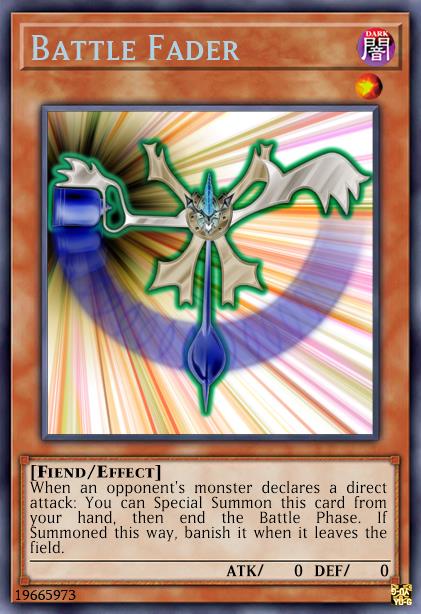 Battle Fader
DARK
闇
[Fiend/Effect]
When an opponent's monster declares a direct
attack: You can Special Summon this card from
your hand, then end the Battle Phase. If
Summoned this way, banish it when it leaves the
field.
ATK/ 0 DEF/ 0
19665973